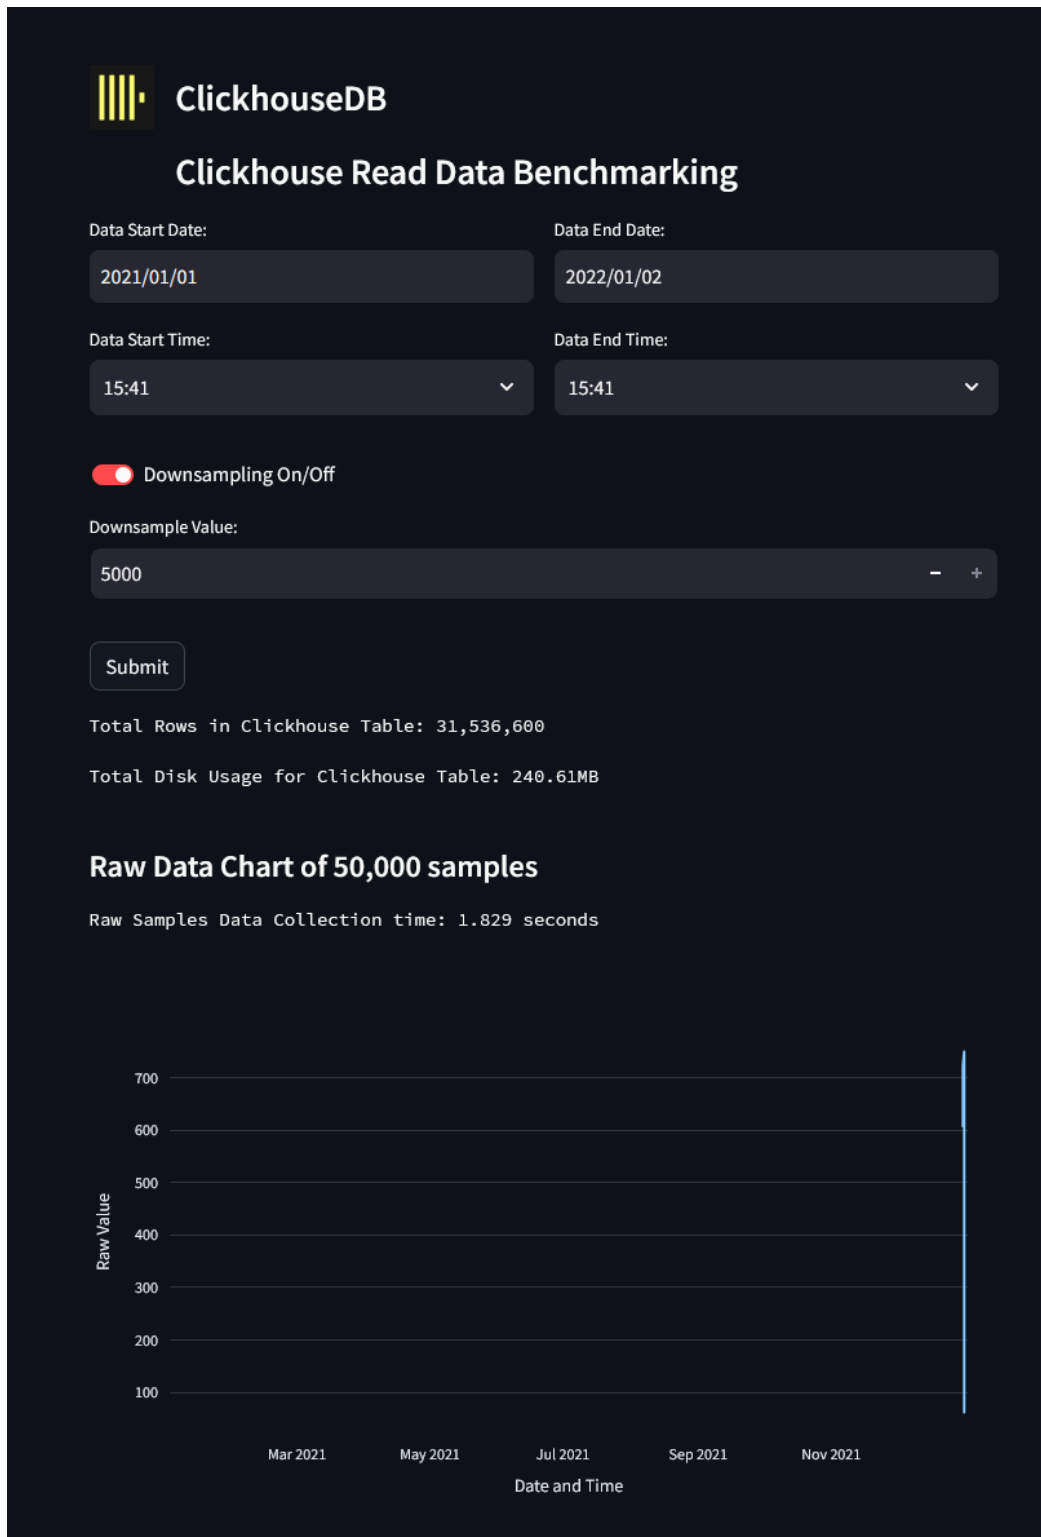 ClickhouseDB
Clickhouse Read Data Benchmarking
Data Start Date:
Data End Date:
2021/01/01
2022/01/02
Data Start Time:
Data End Time:
15:41
15:41
Downsampling On/Off
Downsample Value:
5000
Submit
Total Rows in Clickhouse Table: 31,536,600
Total Disk Usage for Clickhouse Table: 240.61MB
Raw Data Chart of 50,000 samples
Raw Samples Data Collection time: 1.829 seconds
700
600
500
400
300
200
100
Raw Value
Mar 2021
May 2021
Jul 2021
Sep 2021
Nov 2021
Date and Time